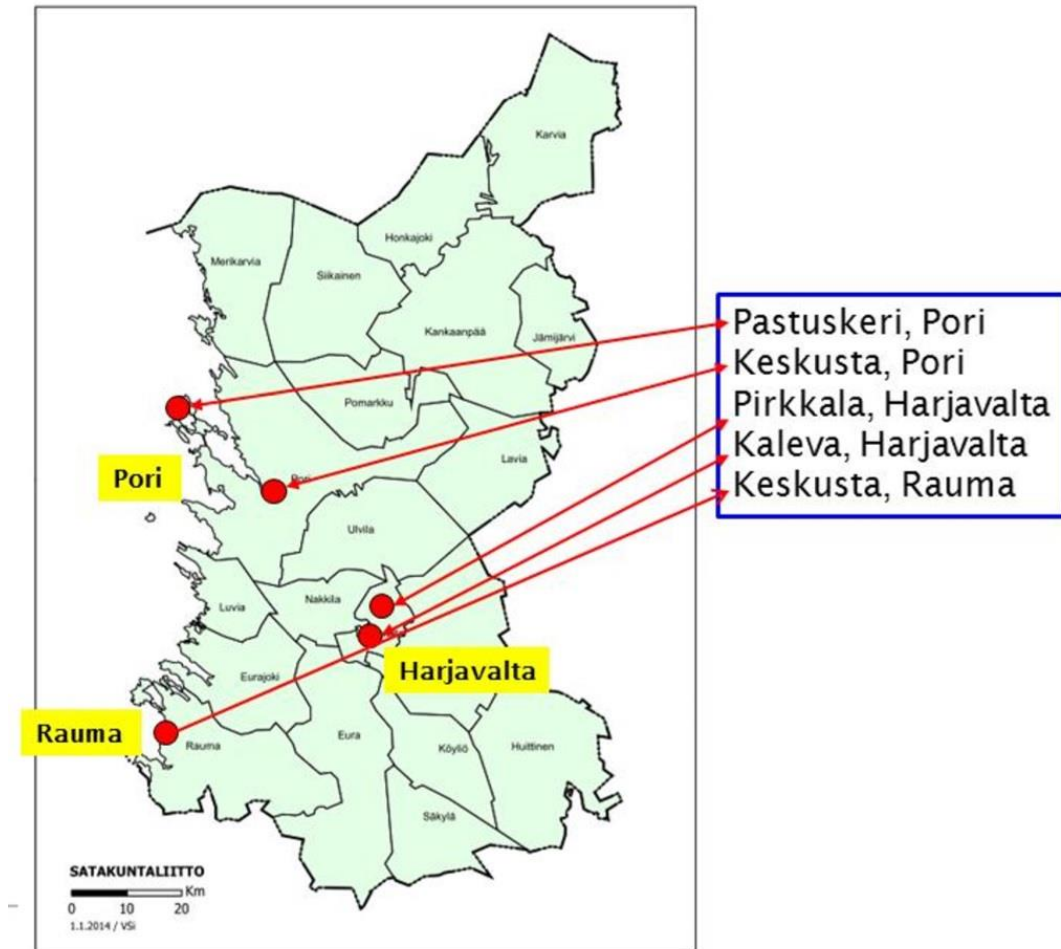 Karvia
Honkajoki
Merikarvia
Siikainen
Kankaanpää
Jämijärvi
Pomarkku
Lavia
Pori
Pori
Ulvila
Nakkila
Luvia
Harjavalta
Eurajoki
Rauma
Rauma
Eura
Köyliö
Huittinen
Säkylä
Pastuskeri, Pori
Keskusta, Pori
Pirkkala, Harjavalta
Kaleva, Harjavalta
Keskusta, Rauma
SATAKUNTALIITTO
Km
0 10 20
1.1.2014 / VSi